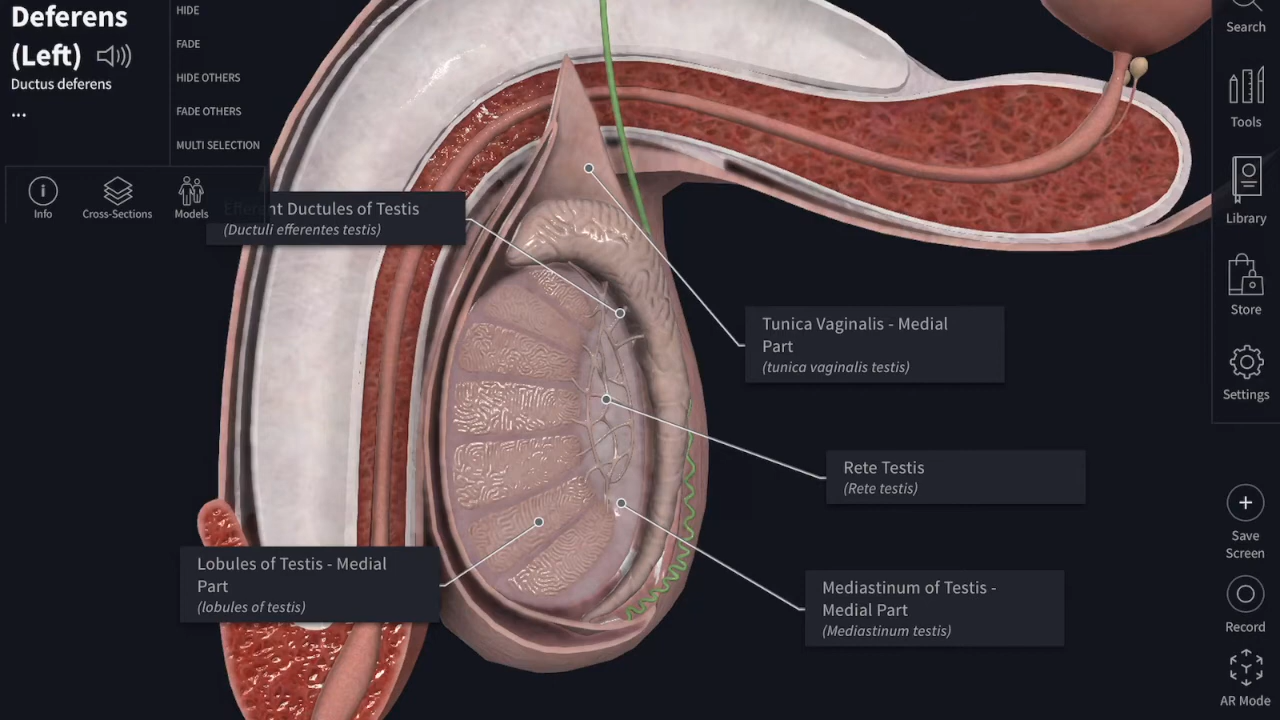 Deferens
(Left)
Ductus deferens
...
HIDE
FADE
HIDE OTHERS
FADE OTHERS
MULTI SELECTION
Info
Cross-Sections
Models
Efferent Ductules of Testis
(Ductuli efferentes testis)
Tunica Vaginalis - Medial
Part
(tunica vaginalis testis)
Rete Testis
(Rete testis)
Lobules of Testis - Medial
Part
(lobules of testis)
Mediastinum of Testis -
Medial Part
(Mediastinum testis)
Search
Tools
Library
Store
Settings
Save
Screen
Record
AR Mode